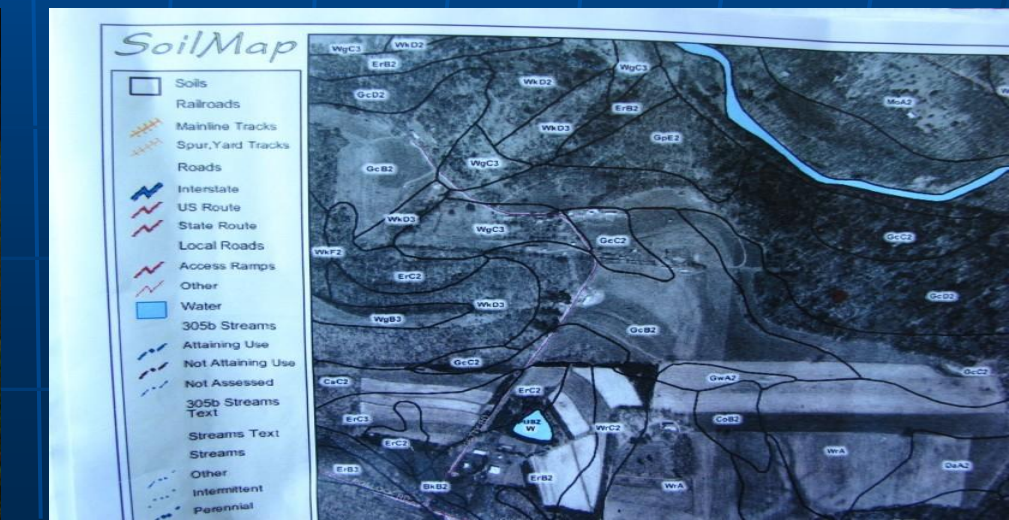 SoilMap
Soils
Railroads
Mainline Tracks
Spur,Yard Tracks
Roads
Interstate
US Route
State Route
Local Roads
Access Ramps
Other
Water
305b Streams
Attaining Use
Not Attaining Use
Not Assessed
305b Streams
Text
Streams Text
Streams
Other
Intermittent
Perennial
WgC3
WkD2
ErB2
GcD2
WkD2
WgC3
ErB2
MoA2
WkD3
GpE2
GcB2
WgC3
WkD3
WgC3
GcC2
GcC2
WkF2
ErC2
GcD2
WkD3
WgB3
GcB2
GcC2
GcC2
CaC2
GwA2
ErC2
ErC3
CoB2
W
WrC2
ErC2
WrA
ErB3
DaA2
BkB2
ErB2
WrA